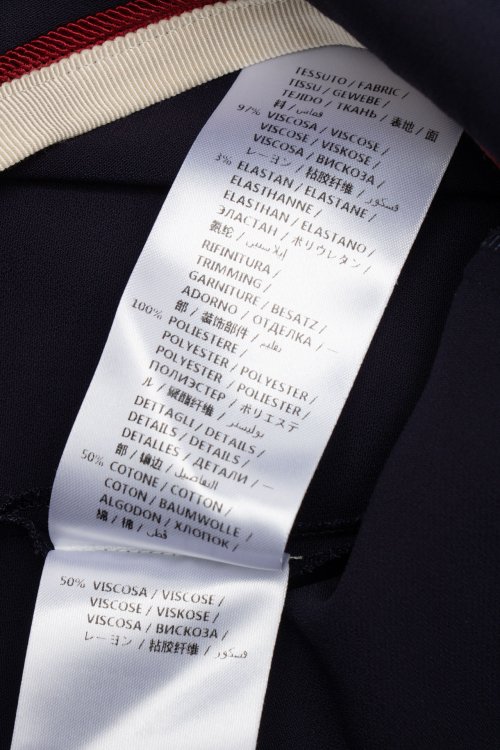 TESSUTO / FABRIC /
TISSU / GEWEBE /
TEJIDO / ТКАНЬ / 表地 / 面
料 / قماش /
97% VISCOSA / VISCOSE /
VISCOSE / VISKOSE /
VISCOSA / ВИСКОЗА /
レーヨン / 粘胶纤维 / فسكوز
3% ELASTAN / ELASTANE /
ELASTHANNE /
ELASTHAN / ELASTANO /
ЭЛАСТАН / ポリウレタン /
氨纶 /
RIFINITURA /
TRIMMING /
GARNITURE / BESATZ /
ADORNO / ОТДЕЛКА / 一
部 / 装饰部件 /
100% POLIESTERE /
POLYESTER / POLYESTER /
POLYESTER / POLIESTER /
ПОЛИЭСТЕР / ポリエステ
ル / 聚酯纤维 / بوليستر
DETTAGLI / DETAILS /
DETAILS / DETAILS /
DETALLES / ДЕТАЛИ / 一
部 / 镶边 / التفاصيل
50% COTONE / COTTON /
COTON / BAUMWOLLE /
ALGODON / ХЛОПОК /
綿 / 棉 / قطن
50% VISCOSA / VISCOSE /
VISCOSE / VISKOSE /
VISCOSA / ВИСКОЗА /
レーヨン / 粘胶纤维 / فسكوز